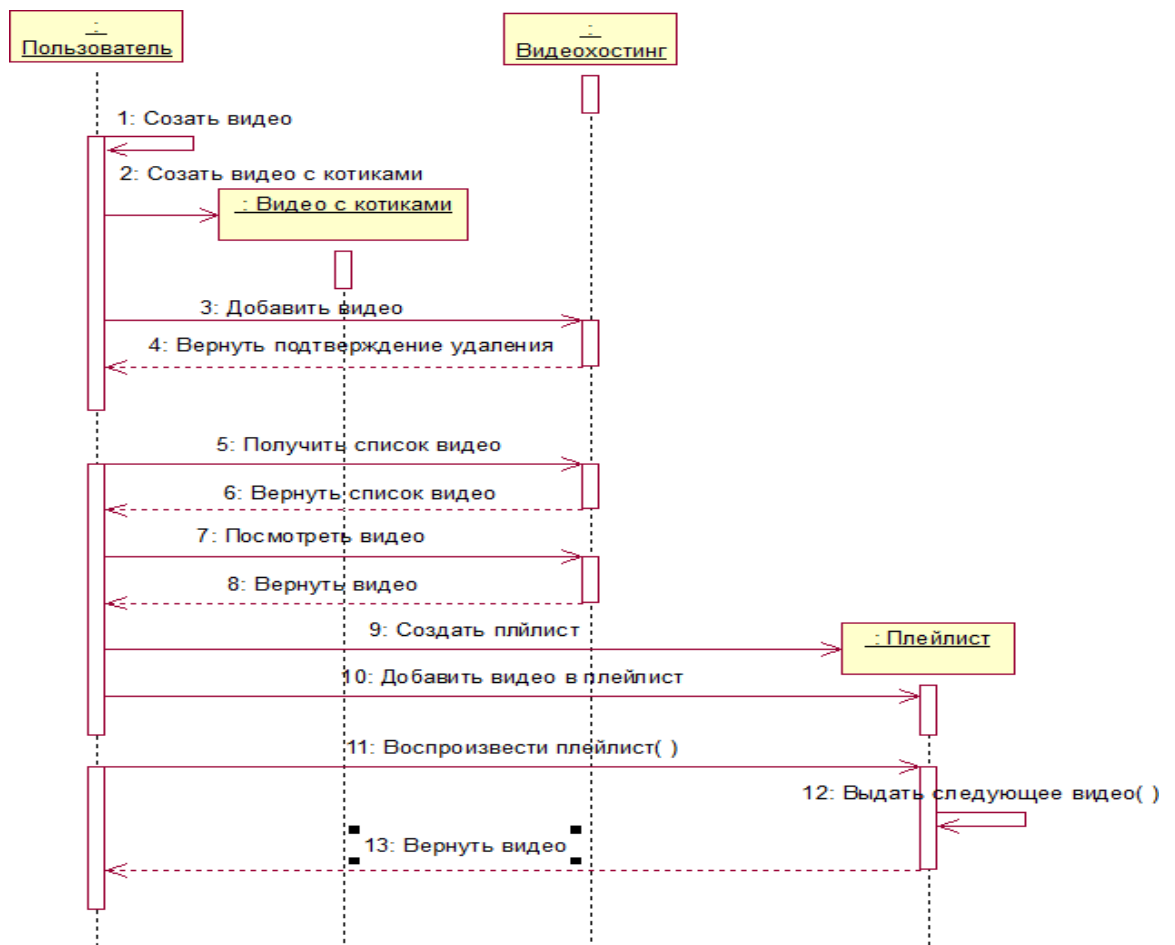 :
Пользователь
:
Видеохостинг
1: Созать видео
2: Созать видео с котиками
: Видео с котиками
3: Добавить видео
4: Вернуть подтверждение удаления
5: Получить список видео
6: Вернуть список видео
7: Посмотреть видео
8: Вернуть видео
9: Создать плйлист
: Плейлист
10: Добавить видео в плейлист
11: Воспроизвести плейлист( )
12: Выдать следующее видео( )
13: Вернуть видео